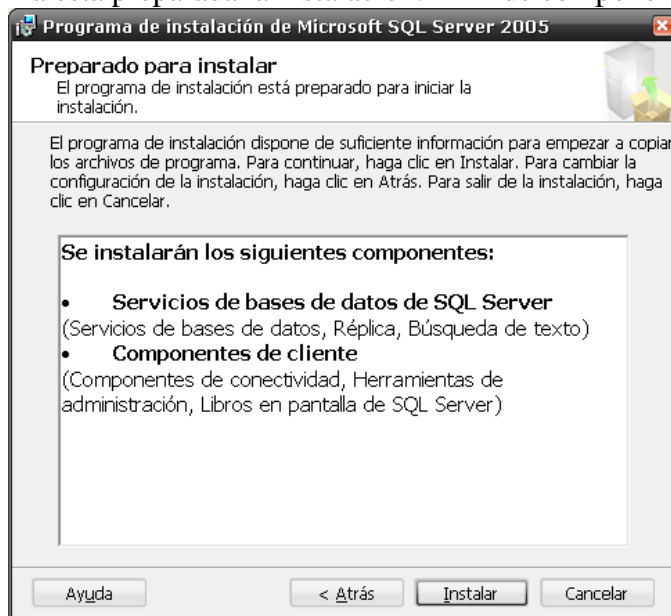 Programa de instalación de Microsoft SQL Server 2005
Preparado para instalar
El programa de instalación está preparado para iniciar la
instalación.
El programa de instalación dispone de suficiente información para empezar a copiar
los archivos de programa. Para continuar, haga clic en Instalar. Para cambiar la
configuración de la instalación, haga clic en Atrás. Para salir de la instalación, haga
clic en Cancelar.
Se instalarán los siguientes componentes:
• Servicios de bases de datos de SQL Server
(Servicios de bases de datos, Réplica, Búsqueda de texto)
• Componentes de cliente
(Componentes de conectividad, Herramientas de
administración, Libros en pantalla de SQL Server)
Ayuda < Atrás Instalar Cancelar